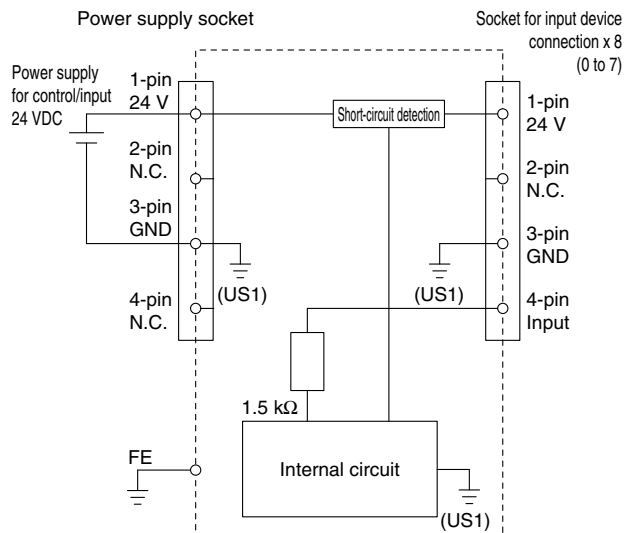 Power supply socket
Socket for input device
connection x 8
(0 to 7)
Power supply
for control/input
24 VDC
1-pin
24 V
2-pin
N.C.
3-pin
GND
4-pin
N.C.
(US1)
Short-circuit detection
1-pin
24 V
2-pin
N.C.
3-pin
GND
4-pin
Input
(US1)
1.5 kΩ
Internal circuit
(US1)
FE